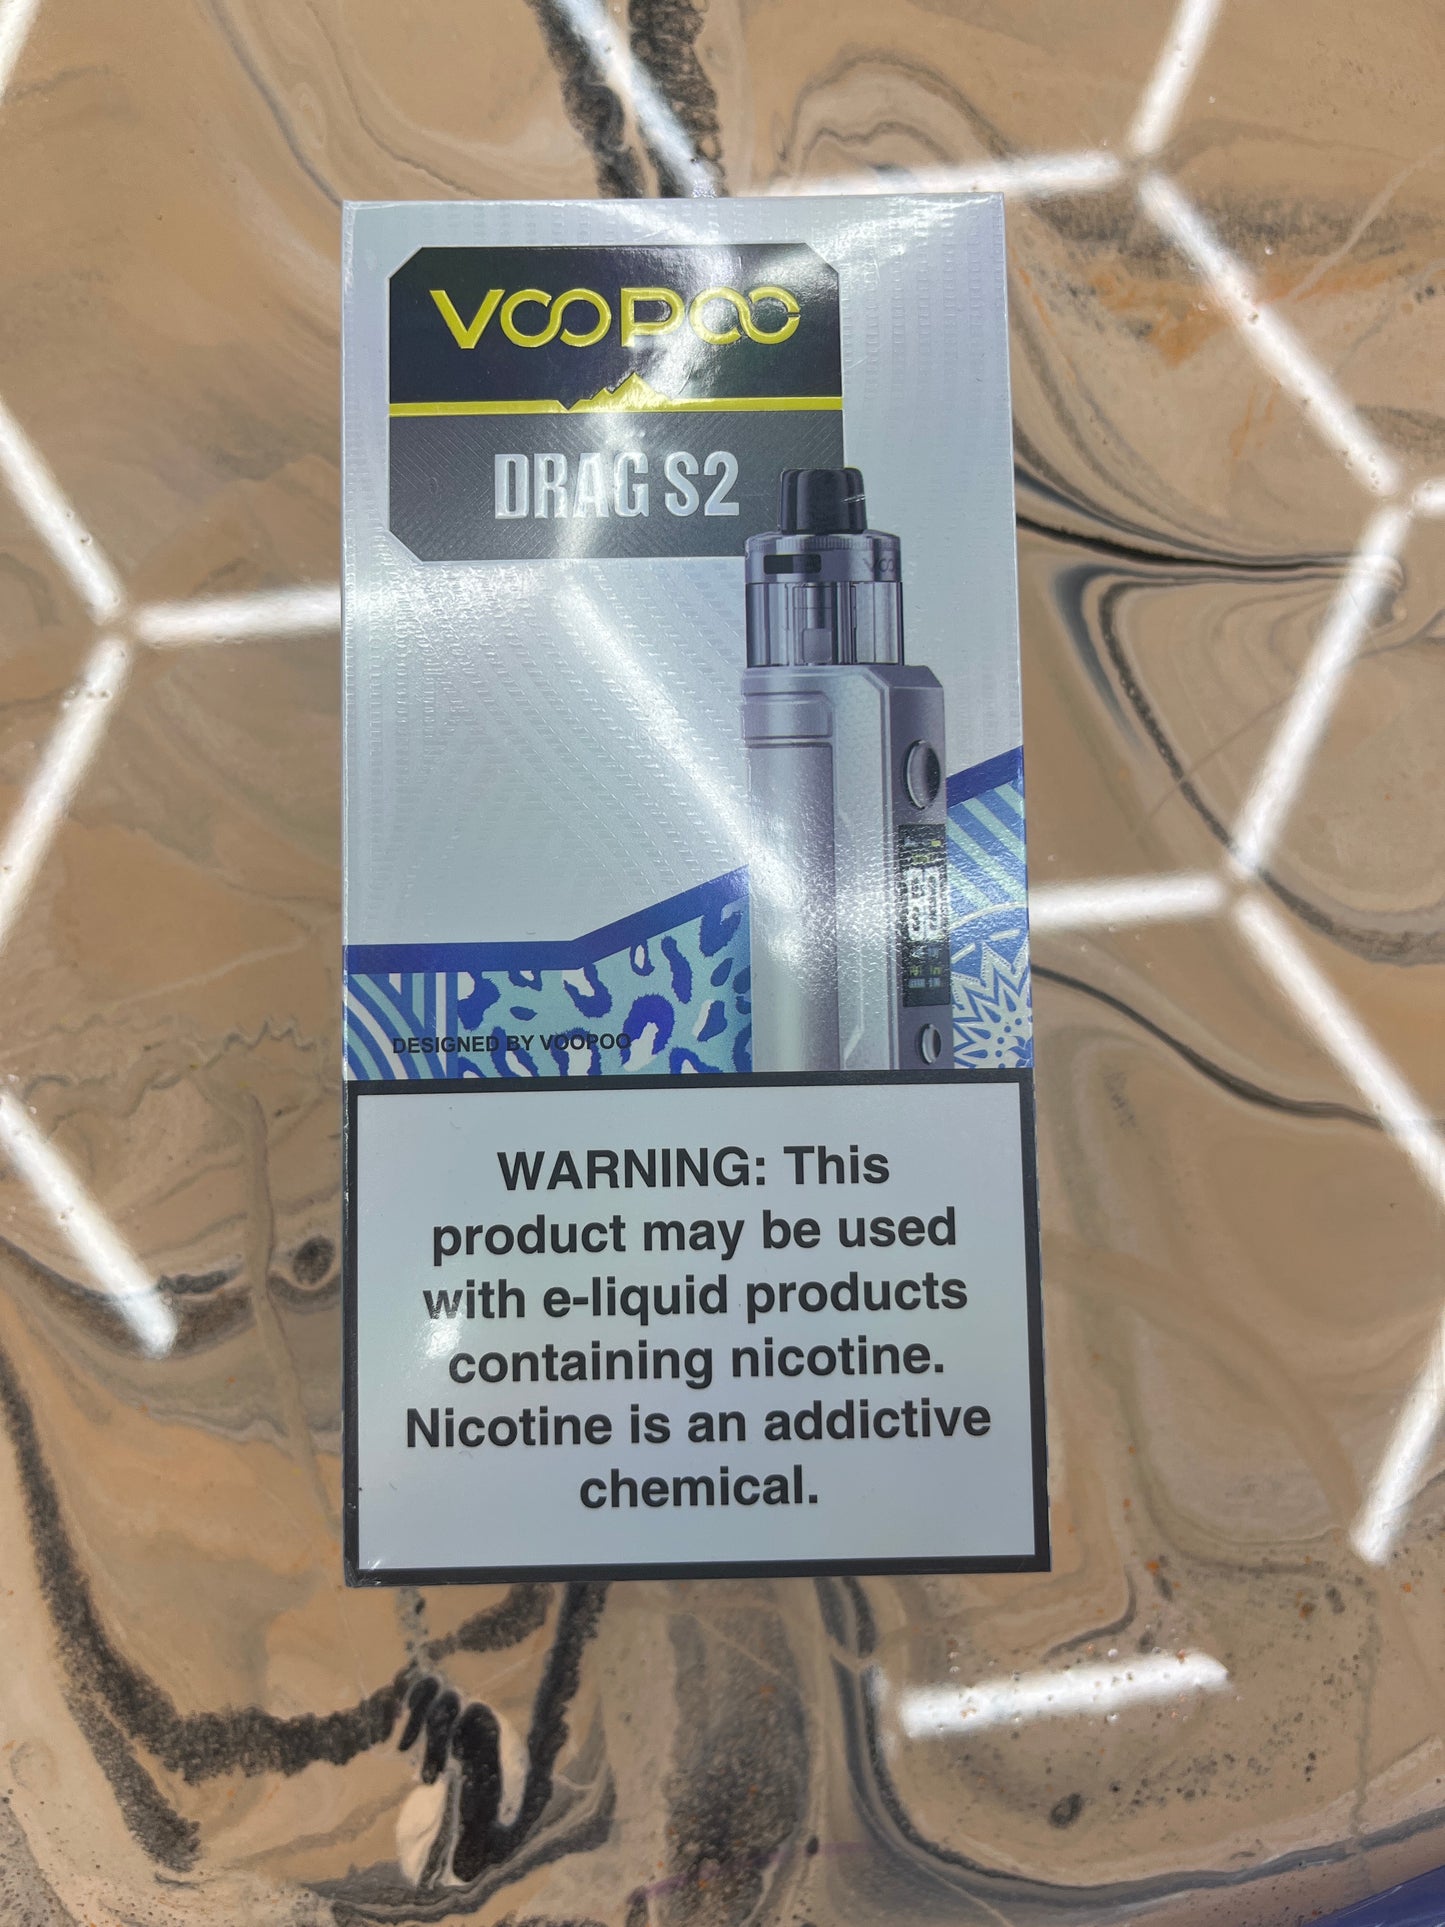 VOOPOO
DRAG S2
DESIGNED BY VOOPOO
WARNING: This
product may be used
with e-liquid products
containing nicotine.
Nicotine is an addictive
chemical.